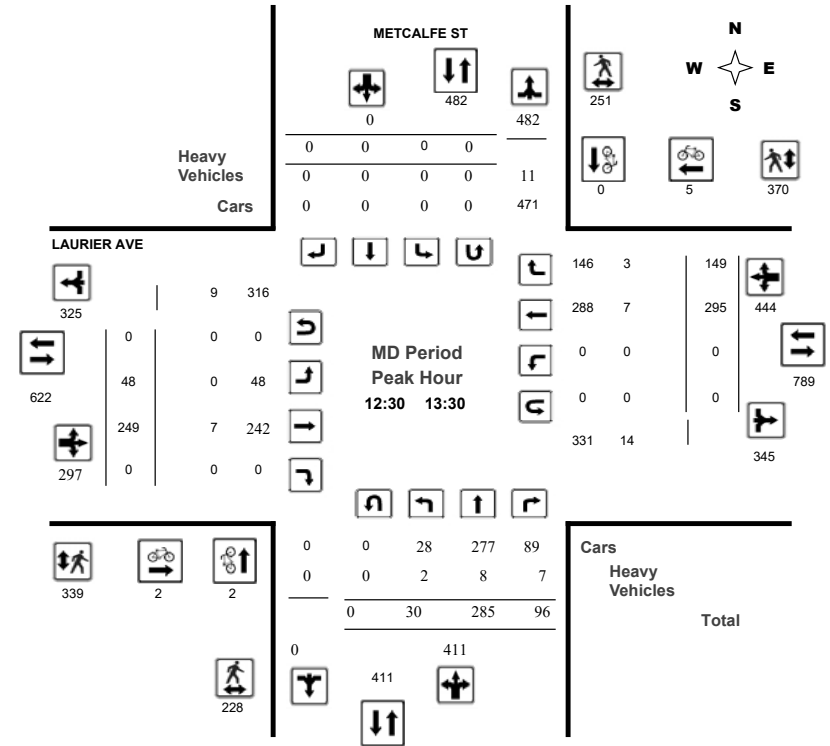 METCALFE ST
N
W E
S
482
251
0 482
0 0 0 0
Heavy
Vehicles 0 0 0 0 11
Cars 0 0 0 0 471
0 5 370
LAURIER AVE
325
9 316
146 3 149
444
288 7 295
0 0 0
622
48 0 48
MD Period
Peak Hour
12:30 13:30
0 0 0
789
249 7 242
0 0 0
297
0 0 0
331 14
345
0 0 28 277 89
Cars
0 0 2 8 7
Heavy
Vehicles
339 2 2
0 30 285 96
Total
0 411
411
228